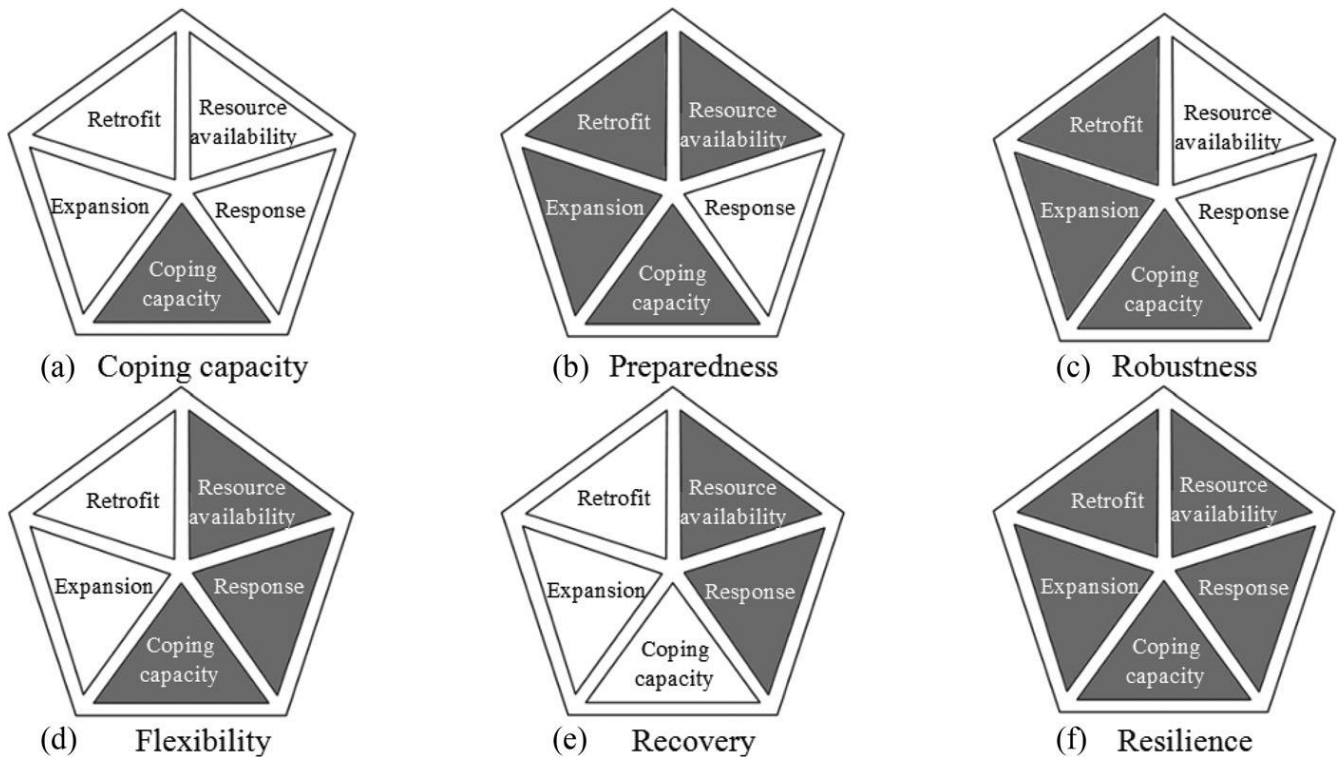 Retrofit
Resource
availability
Expansion
Response
Coping
capacity
(a) Coping capacity
Retrofit
Resource
availability
Expansion
Response
Coping
capacity
(b) Preparedness
Retrofit
Resource
availability
Expansion
Response
Coping
capacity
(c) Robustness
Retrofit
Resource
availability
Expansion
Response
Coping
capacity
(d) Flexibility
Retrofit
Resource
availability
Expansion
Response
Coping
capacity
(e) Recovery
Retrofit
Resource
availability
Expansion
Response
Coping
capacity
(f) Resilience